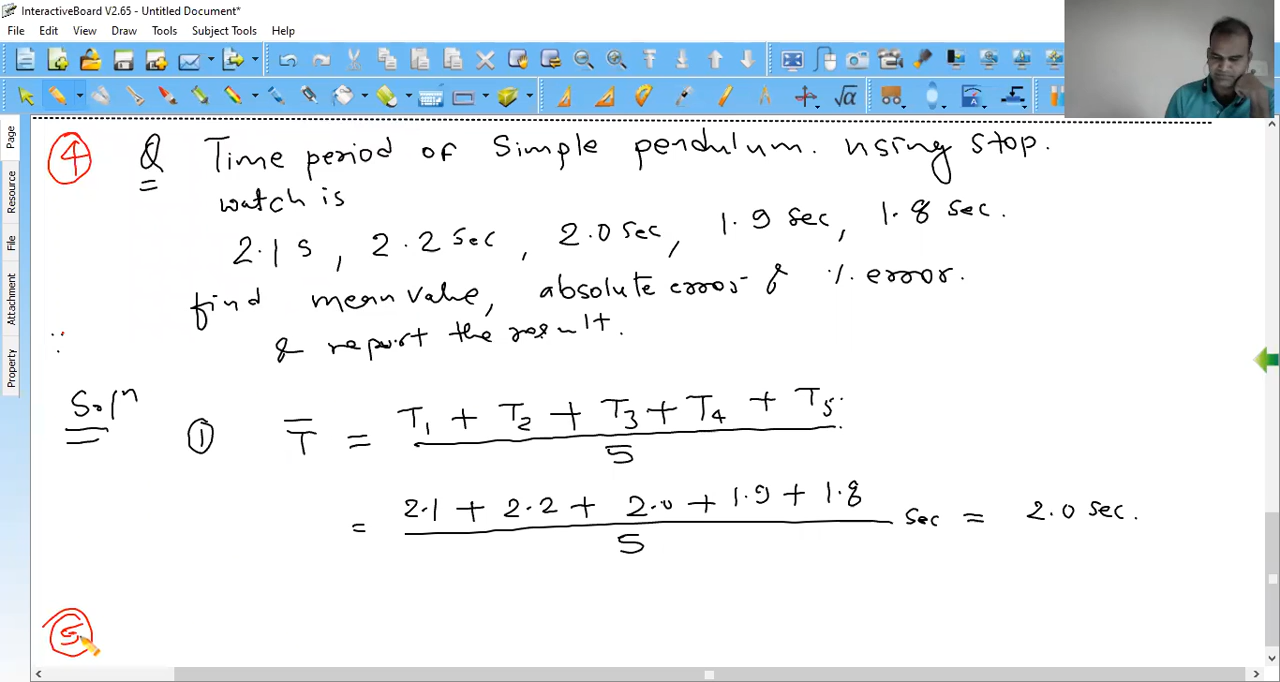 InteractiveBoard V2.65 - Untitled Document*
File Edit View Draw Tools Subject Tools Help
Page
Resource
File
Attachment
Property
4 Q Time period of Simple pendulum. using stop.
watch is
2.1 s, 2.2 sec, 2.0 sec, 1.9 sec, 1.8 sec.
find mean value, absolute error & % error.
& report the result.
Solⁿ
① T̅ = (T₁ + T₂ + T₃ + T₄ + T₅) / 5
= (2.1 + 2.2 + 2.0 + 1.9 + 1.8) / 5 sec = 2.0 sec.
5